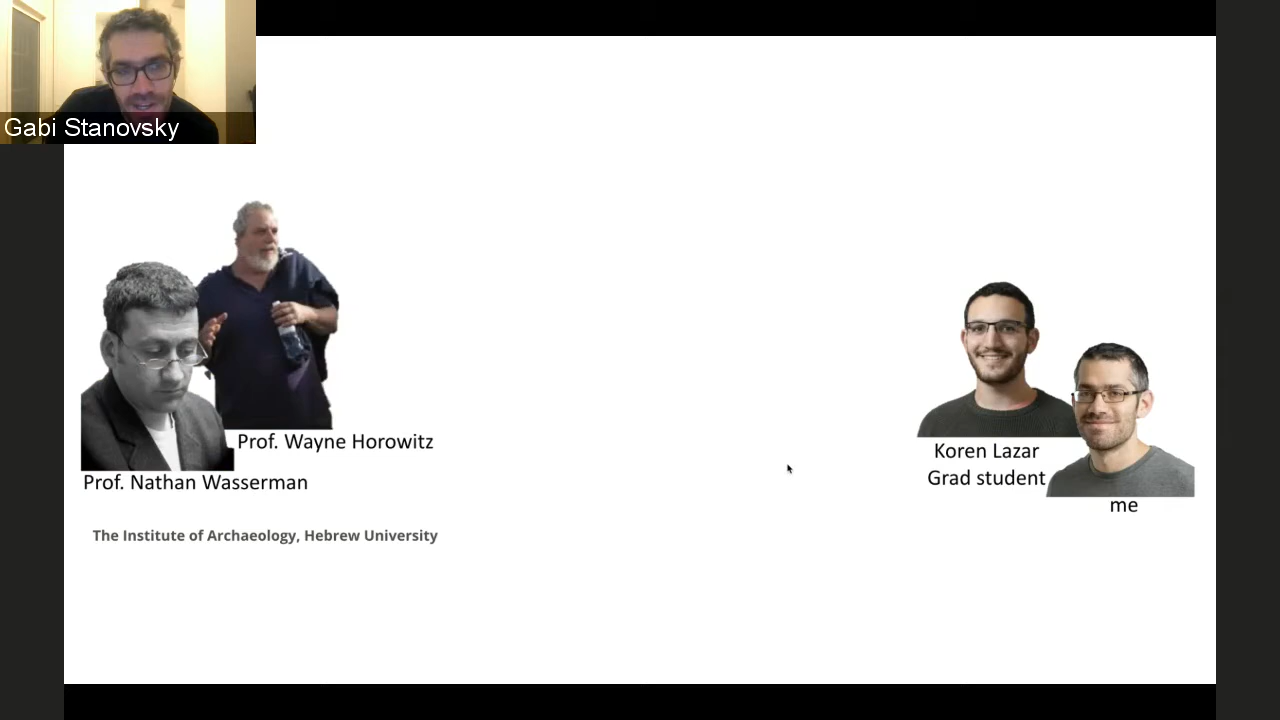 Gabi Stanovsky
Prof. Wayne Horowitz
Prof. Nathan Wasserman
The Institute of Archaeology, Hebrew University
Koren Lazar
Grad student
me